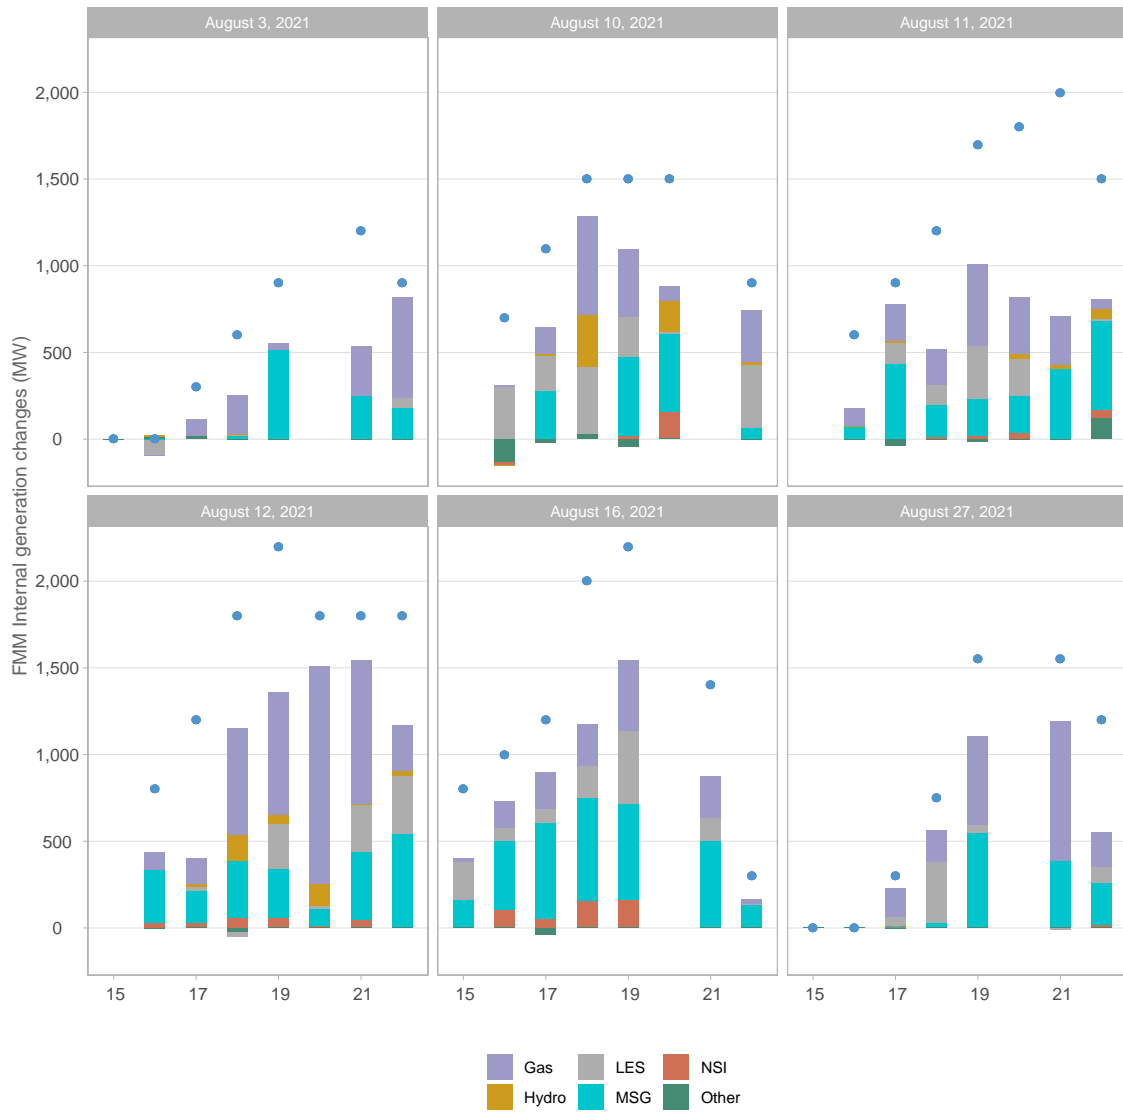 August 3, 2021
August 10, 2021
August 11, 2021
FMM Internal generation changes (MW)
2,000
1,500
1,000
500
0
August 12, 2021
August 16, 2021
August 27, 2021
2,000
1,500
1,000
500
0
15 17 19 21
15 17 19 21
15 17 19 21
Gas LES NSI
Hydro MSG Other